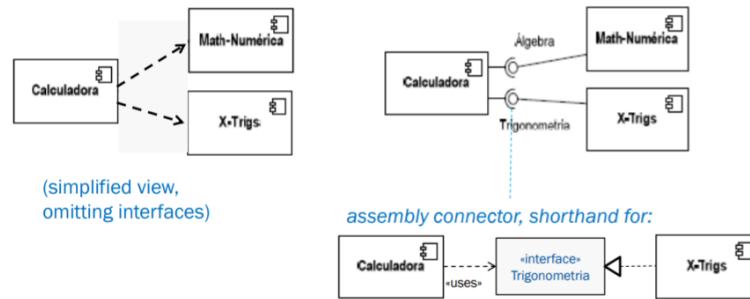 Calculadora
Math-Numérica
X-Trigs
(simplified view,
omitting interfaces)
Calculadora
Álgebra
Trigonometria
Math-Numérica
X-Trigs
assembly connector, shorthand for:
Calculadora
«uses»
«interface»
Trigonometria
X-Trigs